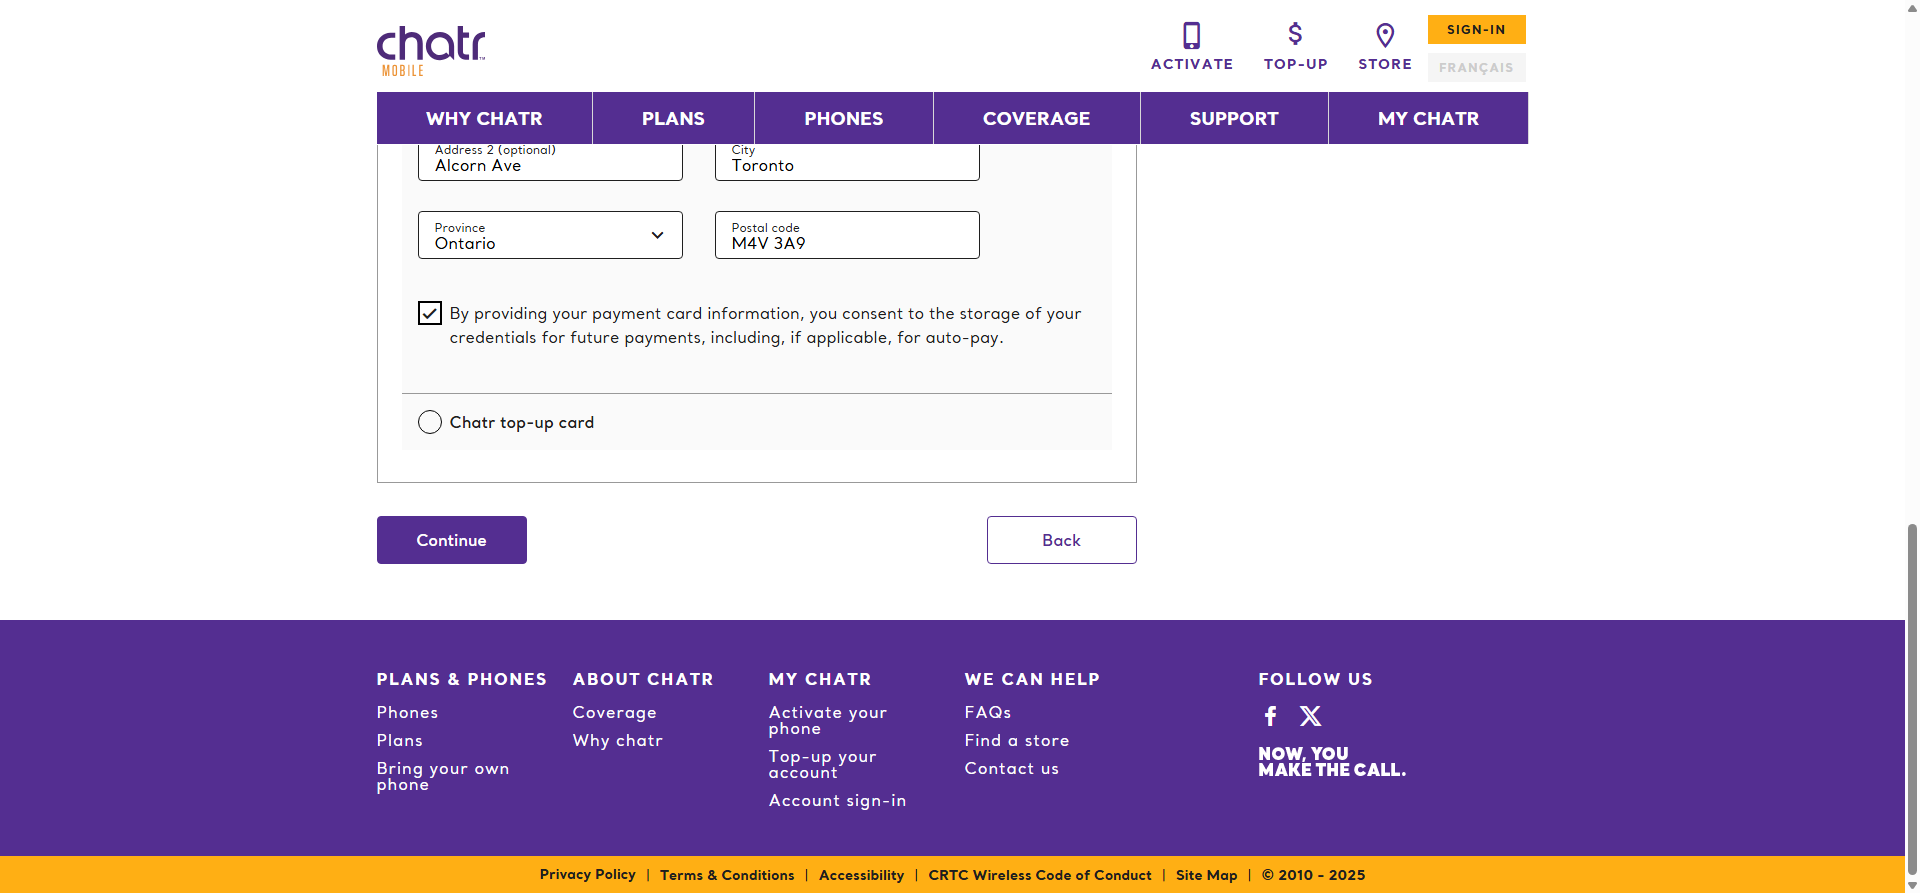 chatr
MOBILE
ACTIVATE
TOP-UP
STORE
SIGN-IN
FRANÇAIS
WHY CHATR
PLANS
PHONES
COVERAGE
SUPPORT
MY CHATR
Address 2 (optional)
Alcorn Ave
City
Toronto
Province
Ontario
Postal code
M4V 3A9
By providing your payment card information, you consent to the storage of your
credentials for future payments, including, if applicable, for auto-pay.
Chatr top-up card
Continue
Back
PLANS & PHONES
Phones
Plans
Bring your own
phone
ABOUT CHATR
Coverage
Why chatr
MY CHATR
Activate your
phone
Top-up your
account
Account sign-in
WE CAN HELP
FAQs
Find a store
Contact us
FOLLOW US
NOW, YOU
MAKE THE CALL.
Privacy Policy | Terms & Conditions | Accessibility | CRTC Wireless Code of Conduct | Site Map | © 2010 - 2025